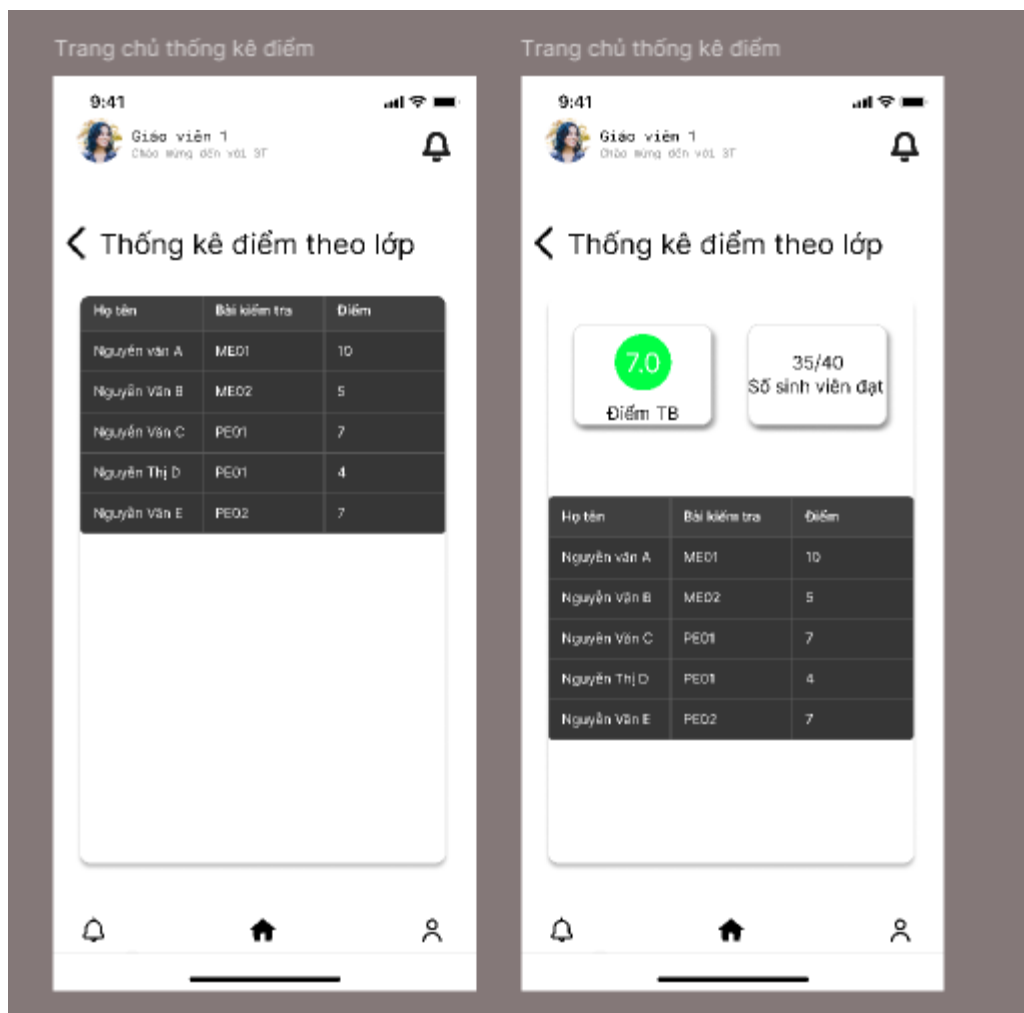 Trang chủ thống kê điểm
9:41
Giáo viên 1
Chào mừng đến với 3T
Thống kê điểm theo lớp
Họ tên Bài kiểm tra Điểm
Nguyễn văn A ME01 10
Nguyễn Văn B ME02 5
Nguyễn Văn C PE01 7
Nguyễn Thị D PE01 4
Nguyễn Văn E PE02 7
Trang chủ thống kê điểm
9:41
Giáo viên 1
Chào mừng đến với 3T
Thống kê điểm theo lớp
7.0
Điểm TB
35/40
Số sinh viên đạt
Họ tên Bài kiểm tra Điểm
Nguyễn văn A ME01 10
Nguyễn Văn B ME02 5
Nguyễn Văn C PE01 7
Nguyễn Thị D PE01 4
Nguyễn Văn E PE02 7